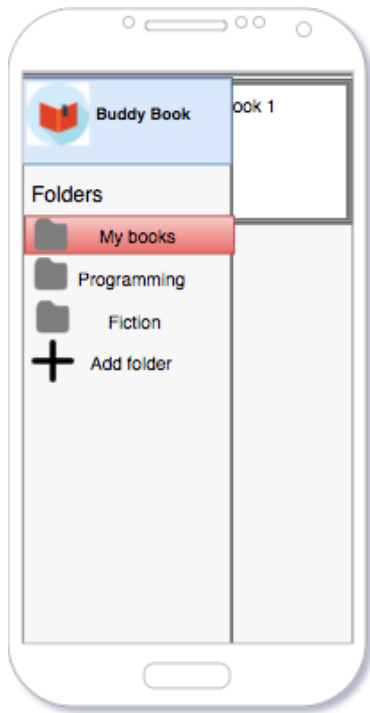 Buddy Book
ook 1
Folders
My books
Programming
Fiction
Add folder